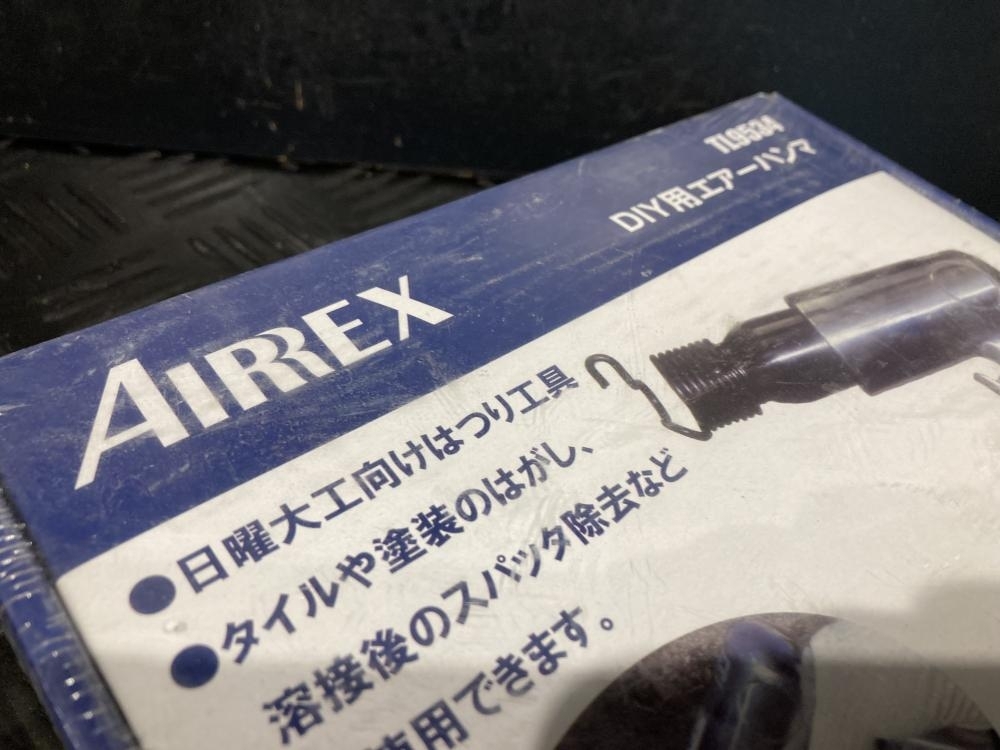 TL9534
DIY用エアーハンマ
AIRREX
●日曜大工向けはつり工具
●タイルや塗装のはがし、
溶接後のスパッタ除去など
使用できます。